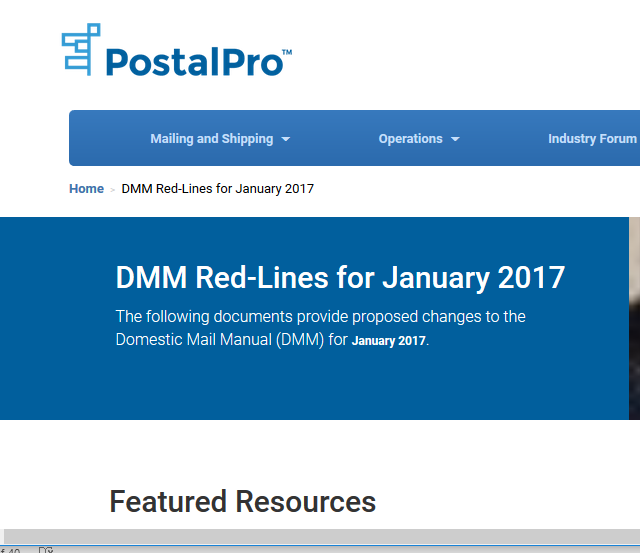 PostalPro™
Mailing and Shipping
Operations
Industry Forum
Home » DMM Red-Lines for January 2017
DMM Red-Lines for January 2017
The following documents provide proposed changes to the
Domestic Mail Manual (DMM) for January 2017.
Featured Resources